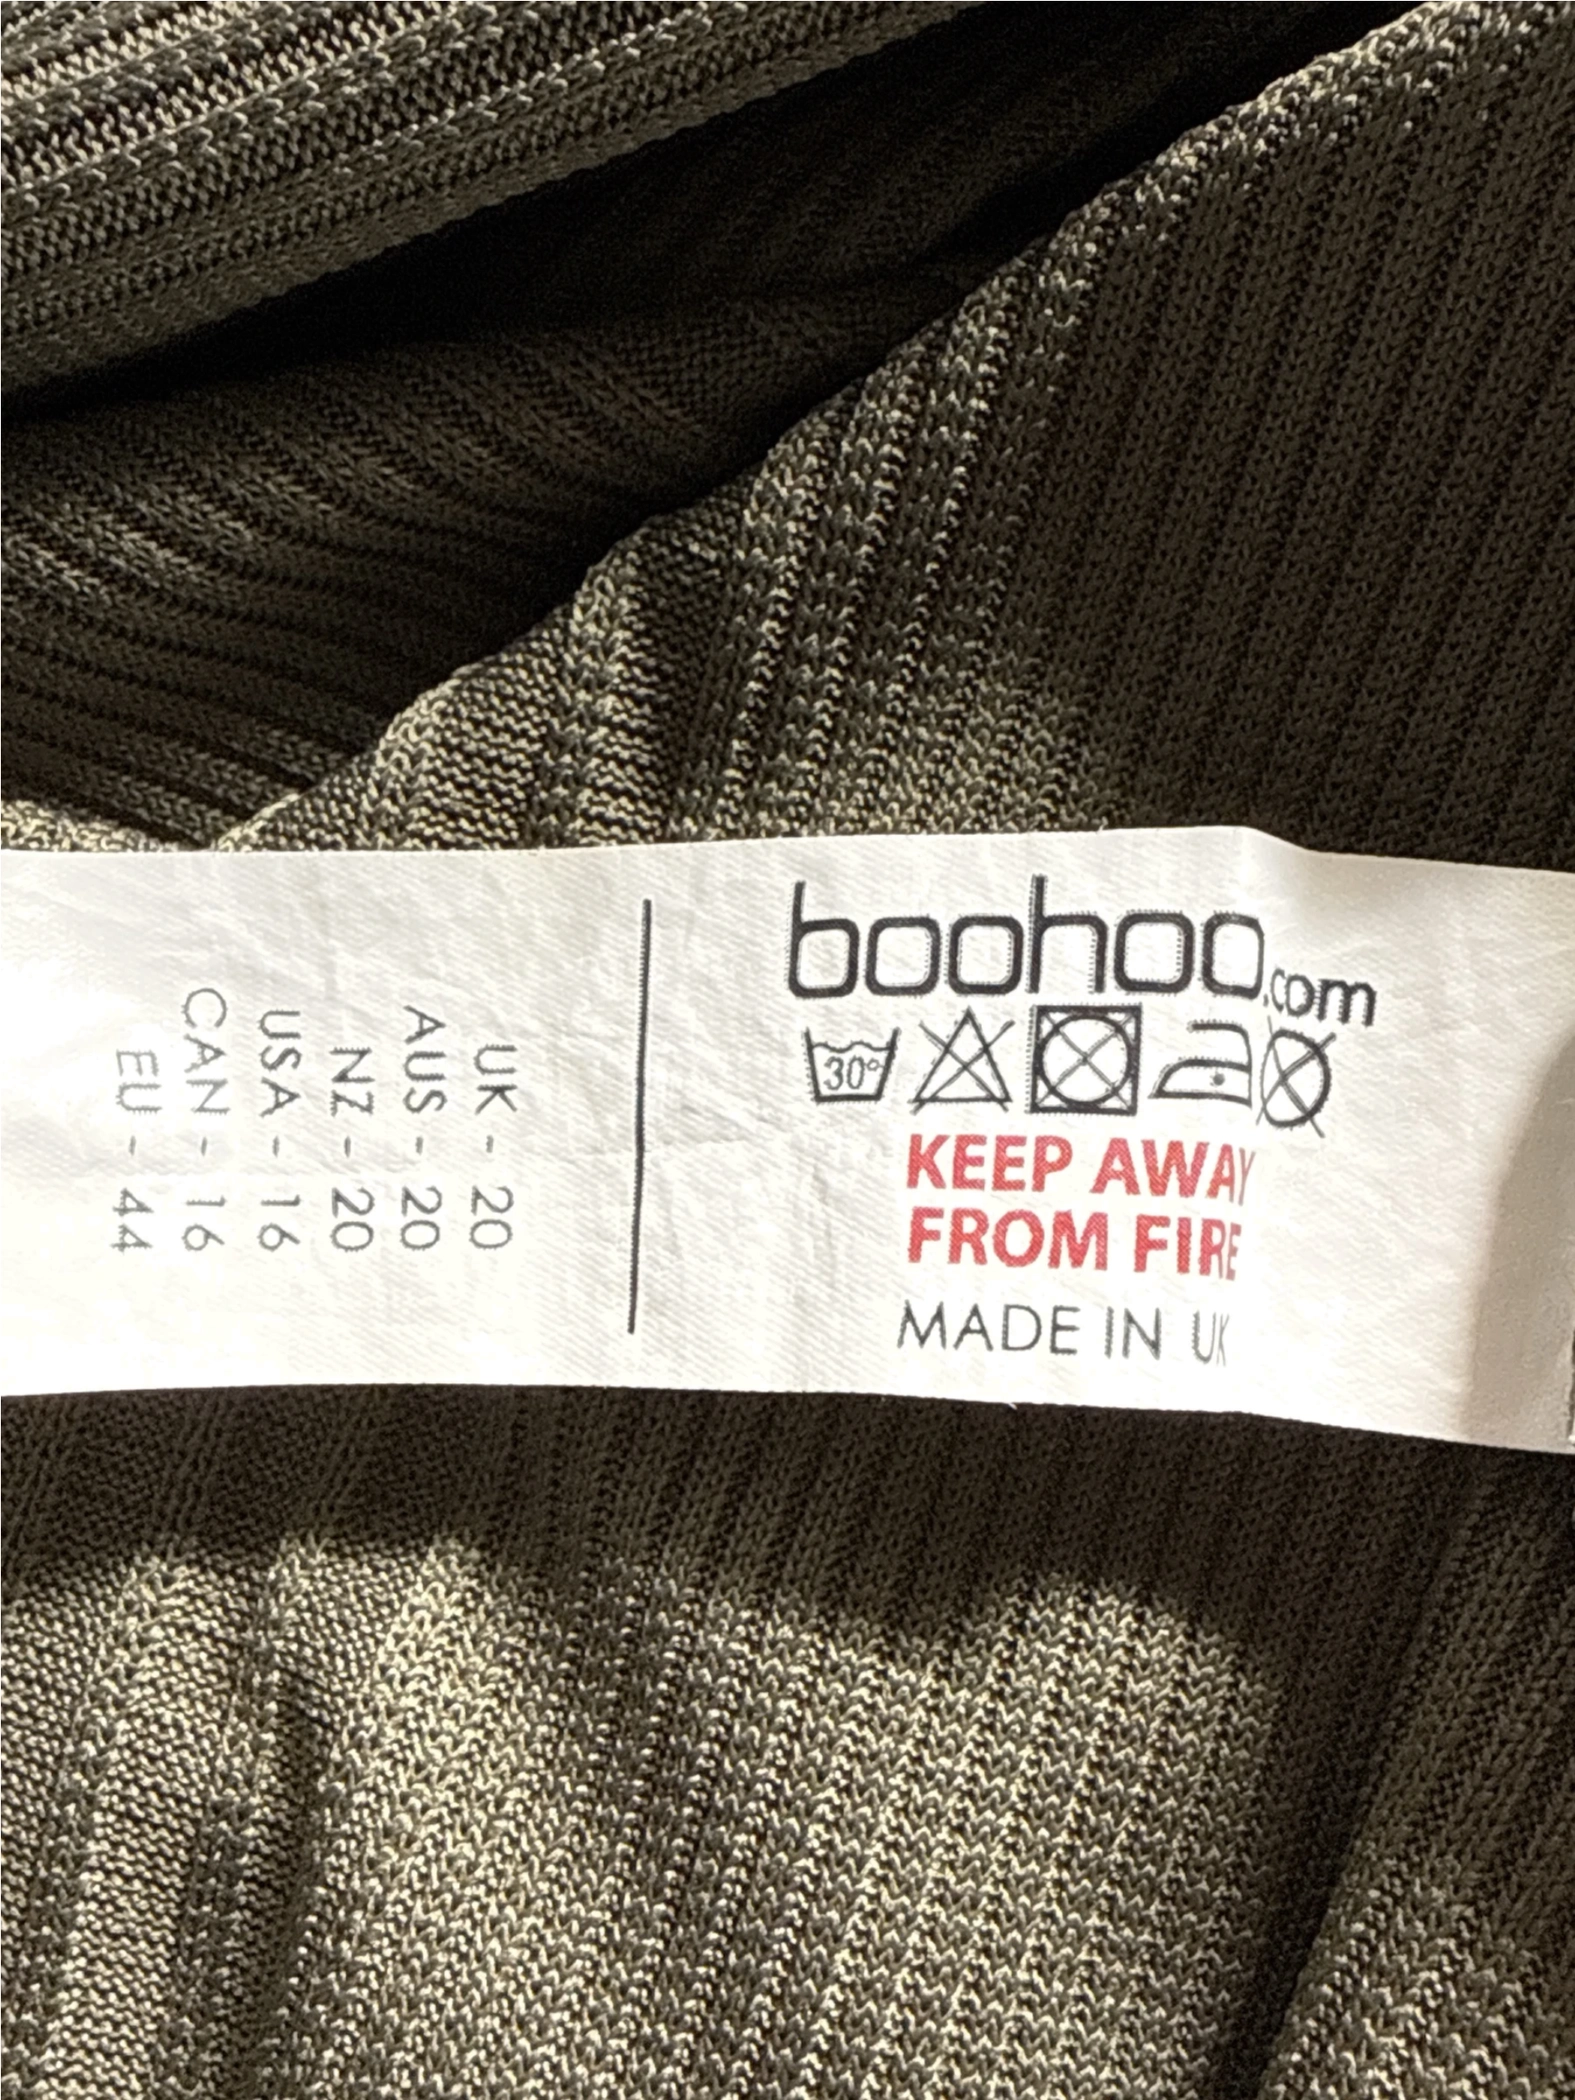 boohoo.com
30°
KEEP AWAY
FROM FIRE
MADE IN UK
UK - 20
AUS - 20
NZ - 20
USA - 16
CAN - 16
EU - 44